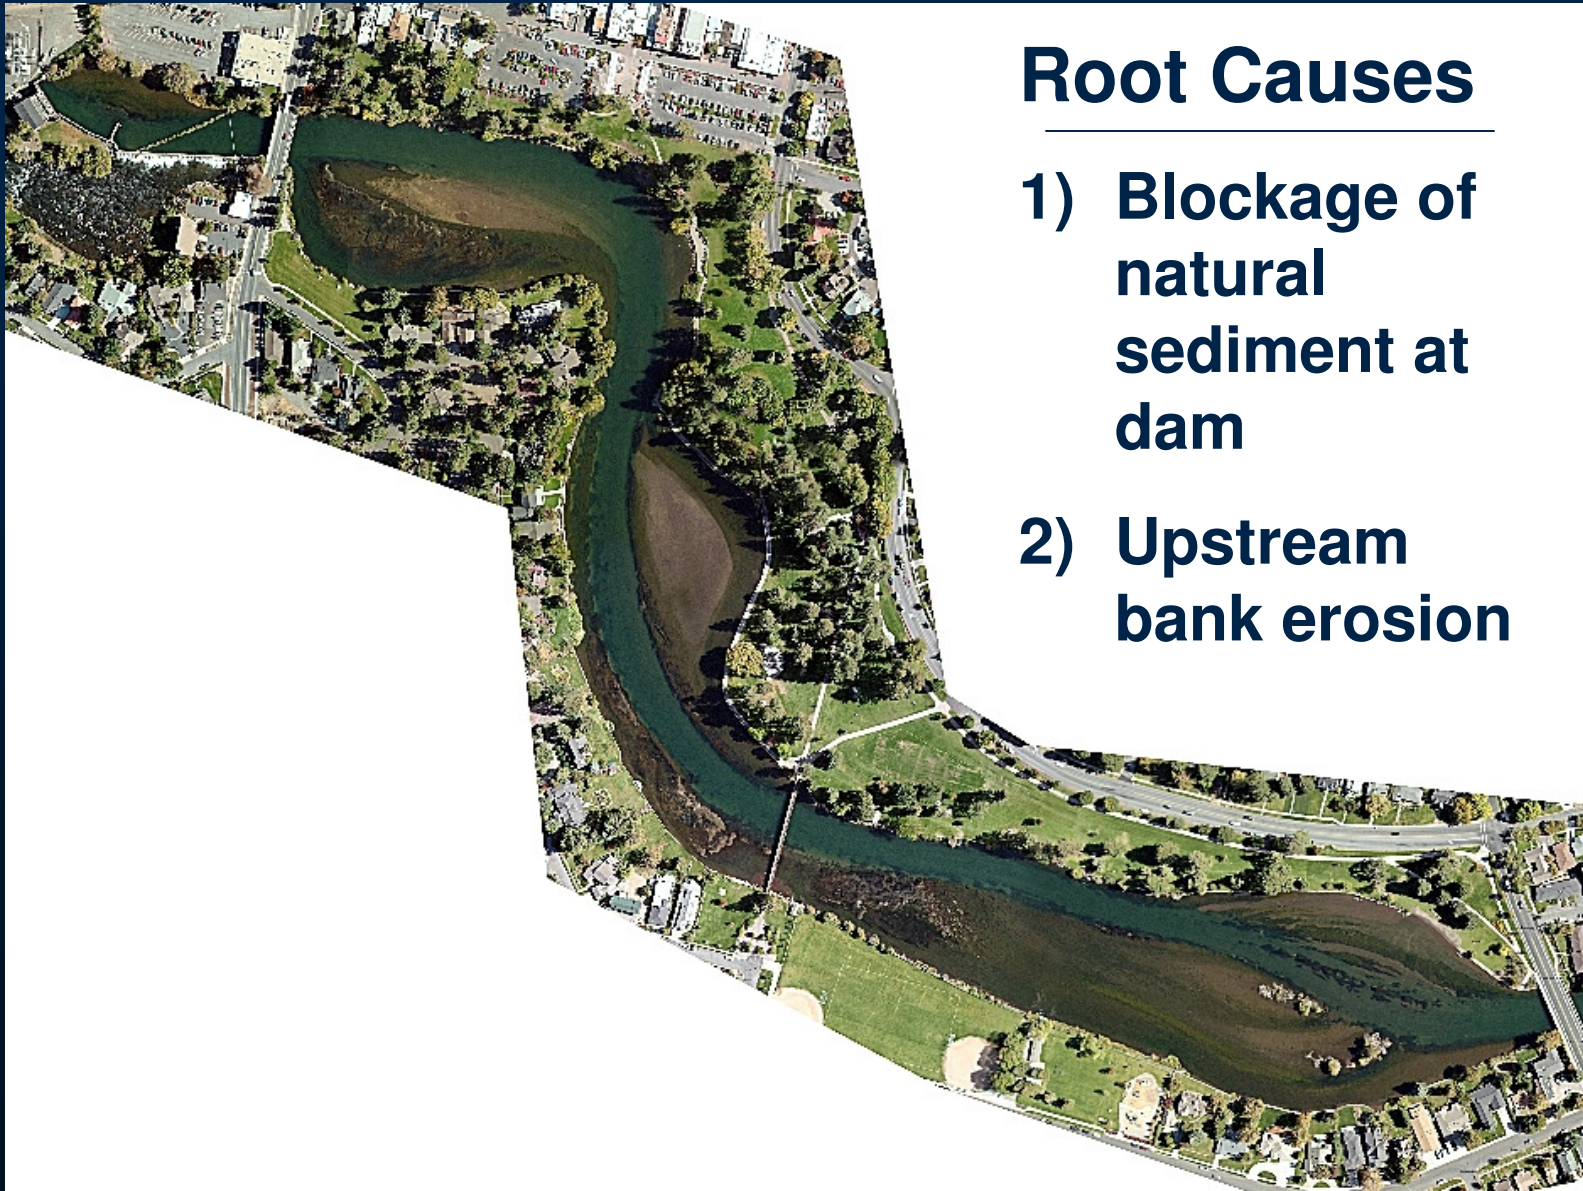 Root Causes
1) Blockage of
natural
sediment at
dam
2) Upstream
bank erosion